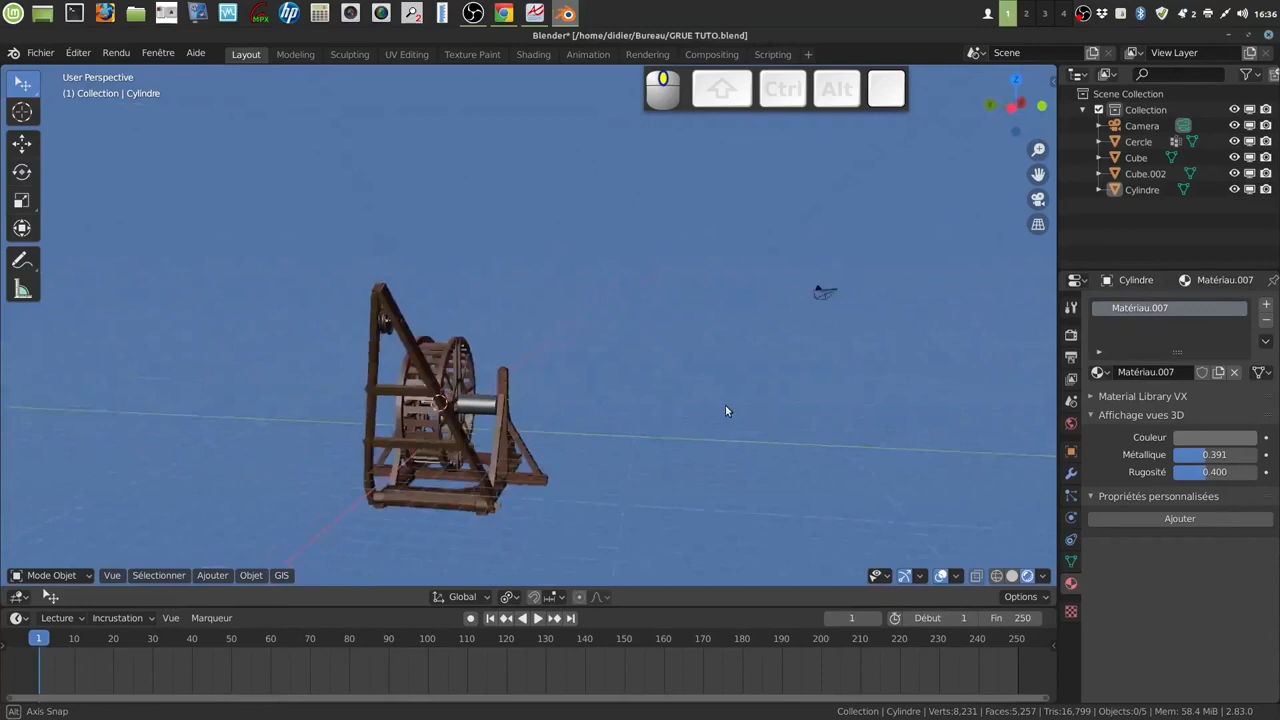 MPX
1
2
3
4
16:36
Blender* [/home/didier/Bureau/GRUE TUTO.blend]
Fichier
Éditer
Rendu
Fenêtre
Aide
Layout
Modeling
Sculpting
UV Editing
Texture Paint
Shading
Animation
Rendering
Compositing
Scripting
+
Scene
View Layer
User Perspective
(1) Collection | Cylindre
Ctrl
Alt
Scene Collection
Collection
Camera
Cercle
Cube
Cube.002
Cylindre
Cylindre
Matériau.007
Matériau.007
Matériau.007
Material Library VX
Affichage vues 3D
Couleur
Métallique
0.391
Rugosité
0.400
Propriétés personnalisées
Ajouter
Mode Objet
Vue
Sélectionner
Ajouter
Objet
GIS
Global
Options
Lecture
Incrustation
Vue
Marqueur
1
Début
1
Fin
250
1
10
20
30
40
50
60
70
80
90
100
110
120
130
140
150
160
170
180
190
200
210
220
230
240
250
Alt
Axis Snap
Collection | Cylindre | Verts:8,231 | Faces:5,257 | Tris:16,799 | Objects:0/5 | Mem: 58.4 MiB | 2.83.0